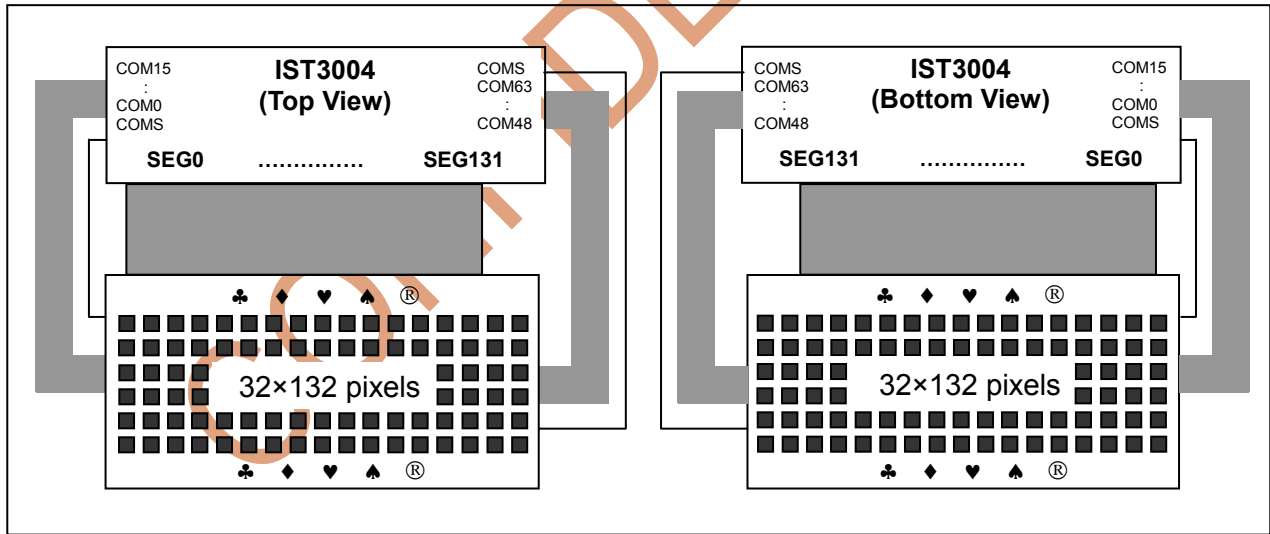 COM15
:
COM0
COMS
IST3004
(Top View)
COMS
COM63
:
COM48
SEG0 ............... SEG131
♣ ♦ ♥ ♠ ®
32×132 pixels
♣ ♦ ♥ ♠ ®
COMS
COM63
:
COM48
IST3004
(Bottom View)
COM15
:
COM0
COMS
SEG131 ............... SEG0
♣ ♦ ♥ ♠ ®
32×132 pixels
♣ ♦ ♥ ♠ ®